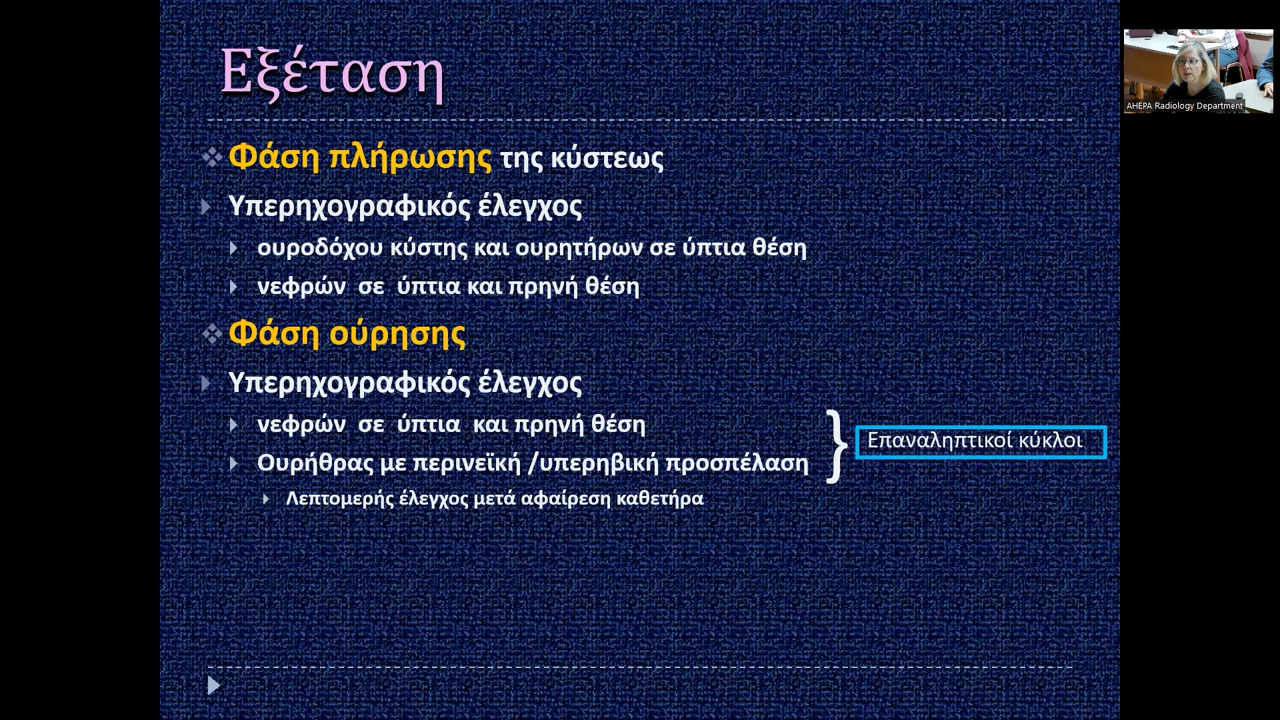 Εξέταση
AHEPA Radiology Department
Φάση πλήρωσης της κύστεως
Υπερηχογραφικός έλεγχος
ουροδόχου κύστης και ουρητήρων σε ύπτια θέση
νεφρών σε ύπτια και πρηνή θέση
Φάση ούρησης
Υπερηχογραφικός έλεγχος
νεφρών σε ύπτια και πρηνή θέση
Επαναληπτικοί κύκλοι
Ουρήθρας με περινεϊκή /υπερηβική προσπέλαση
Λεπτομερής έλεγχος μετά αφαίρεση καθετήρα